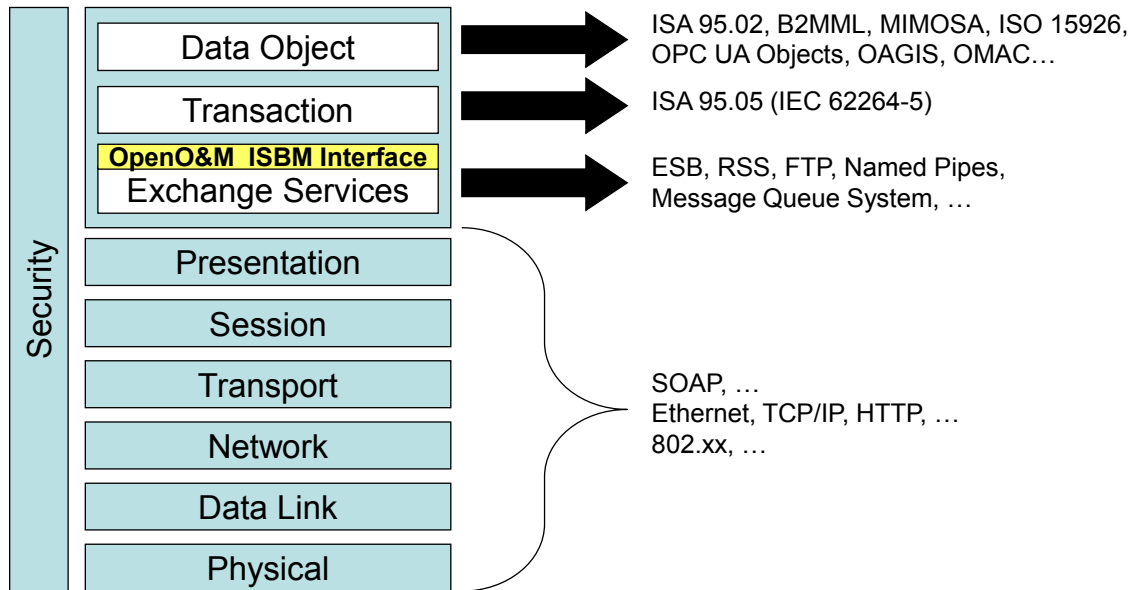 Security
Data Object
ISA 95.02, B2MML, MIMOSA, ISO 15926,
OPC UA Objects, OAGIS, OMAC…
Transaction
ISA 95.05 (IEC 62264-5)
OpenO&M ISBM Interface
Exchange Services
ESB, RSS, FTP, Named Pipes,
Message Queue System, …
Presentation
Session
Transport
Network
Data Link
Physical
SOAP, …
Ethernet, TCP/IP, HTTP, …
802.xx, …